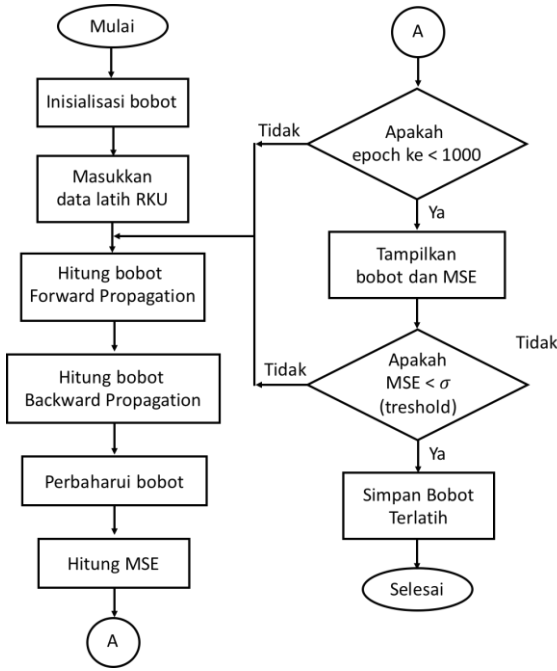 Mulai
Inisialisasi bobot
Masukkan
data latih RKU
Hitung bobot
Forward Propagation
Hitung bobot
Backward Propagation
Perbaharui bobot
Hitung MSE
A
A
Apakah
epoch ke < 1000
Tidak
Ya
Tampilkan
bobot dan MSE
Apakah
MSE < σ
(treshold)
Tidak
Tidak
Ya
Simpan Bobot
Terlatih
Selesai